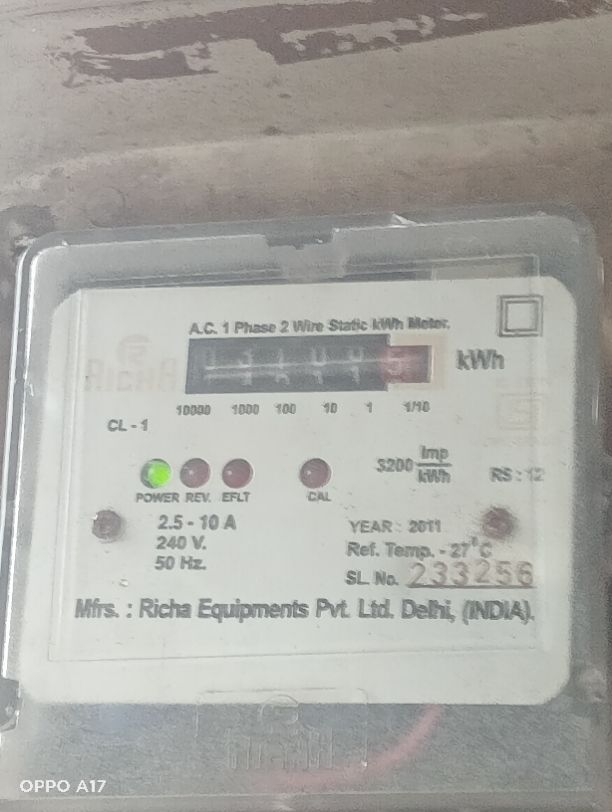 A.C. 1 Phase 2 Wire Static kWh Meter.
RICHA
kWh
10000 1000 100 10 1 1/10
CL - 1
3200 Imp/kWh
RS : 12
POWER REV. EFLT CAL
2.5 - 10 A
240 V.
50 Hz.
YEAR : 2011
Ref. Temp. - 27°C
SL. No. 233256
Mfrs. : Richa Equipments Pvt. Ltd. Delhi, (INDIA).
OPPO A17